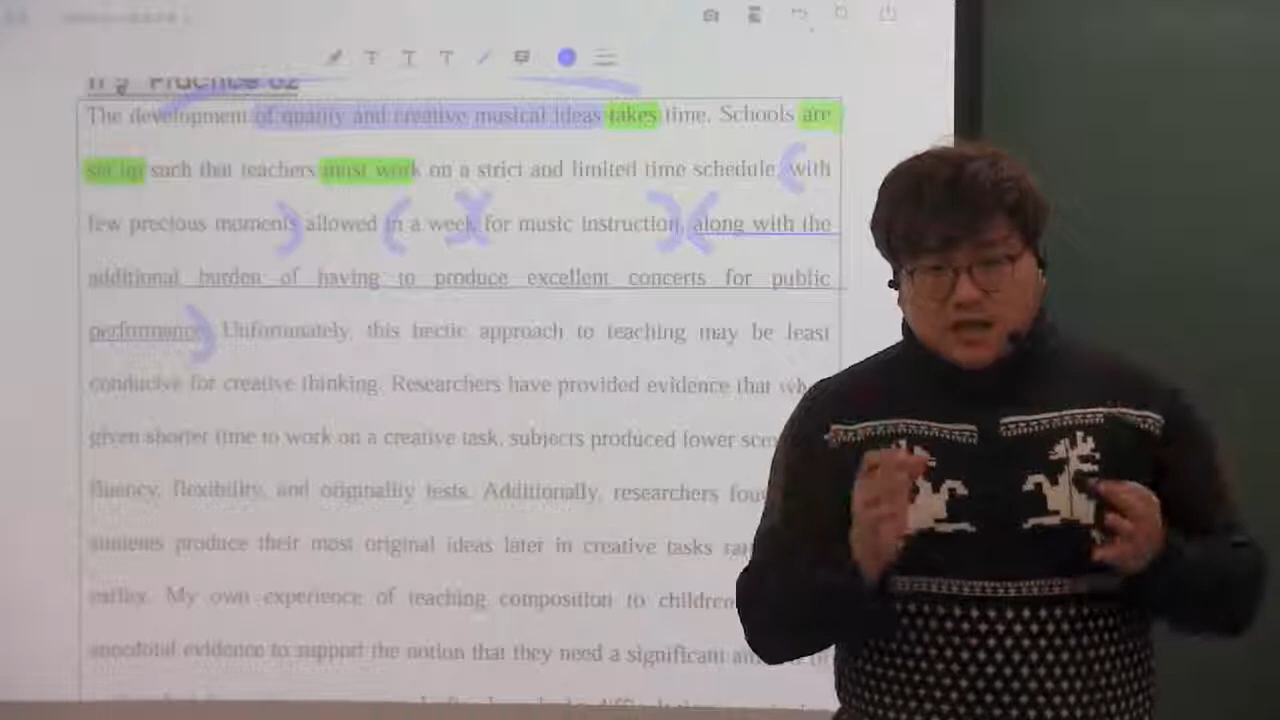 Practice 02
The development of quality and creative musical ideas takes time. Schools are
set up such that teachers must work on a strict and limited time schedule, with
few precious moments allowed in a week for music instruction, along with the
additional burden of having to produce excellent concerts for public
performance. Unfortunately, this hectic approach to teaching may be least
conducive for creative thinking. Researchers have provided evidence that
given shorter time to work on a creative task, subjects produced lower
fluency, flexibility, and originality tests. Additionally, researchers
students produce their most original ideas later in creative tasks
earlier. My own experience of teaching composition to children
anecdotal evidence to support the notion that they need a significant